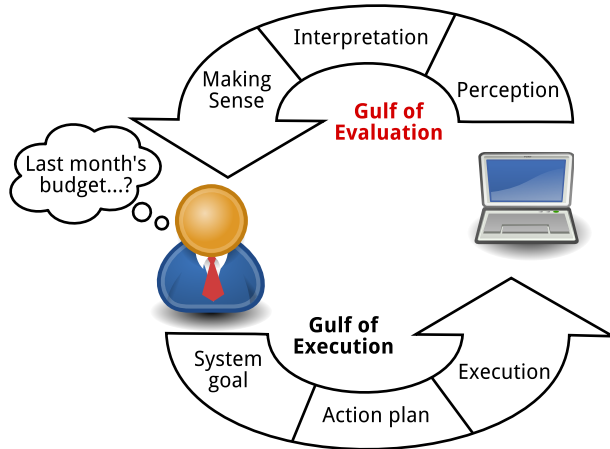 Interpretation
Making
Sense
Perception
Gulf of
Evaluation
Last month's
budget...?
Gulf of
Execution
System
goal
Action plan
Execution